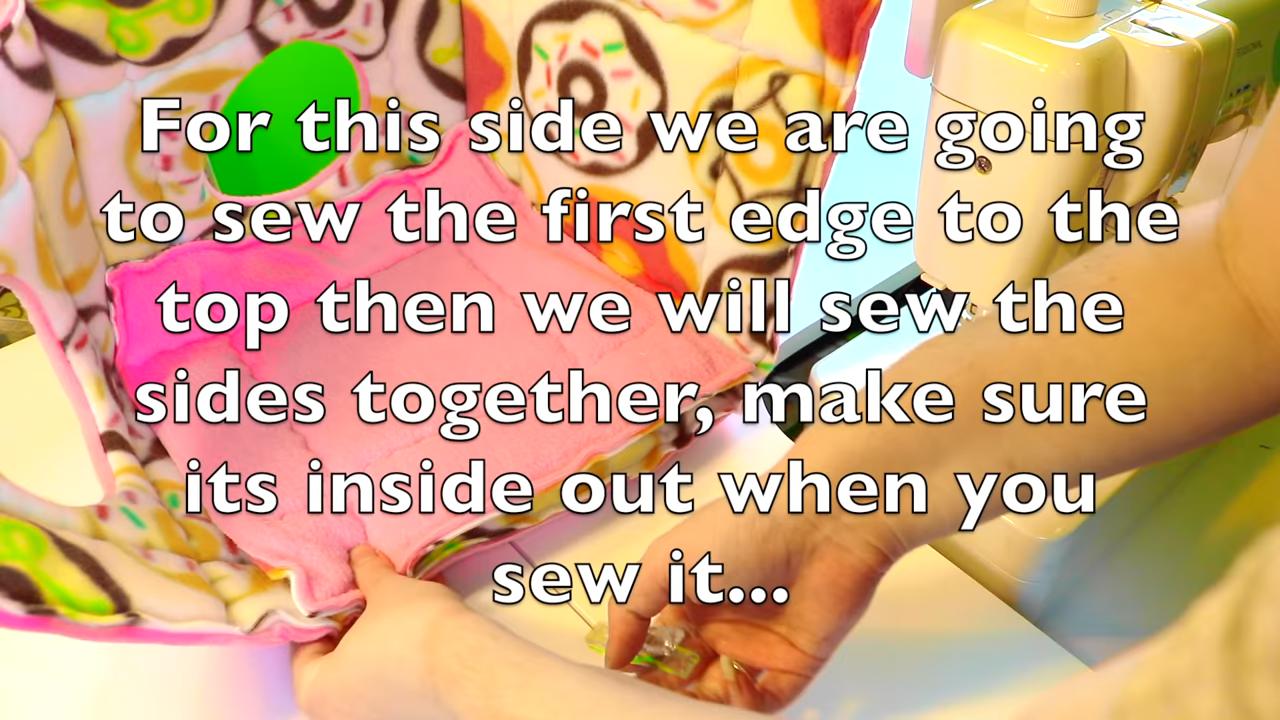 For this side we are going
to sew the first edge to the
top then we will sew the
sides together, make sure
its inside out when you
sew it...